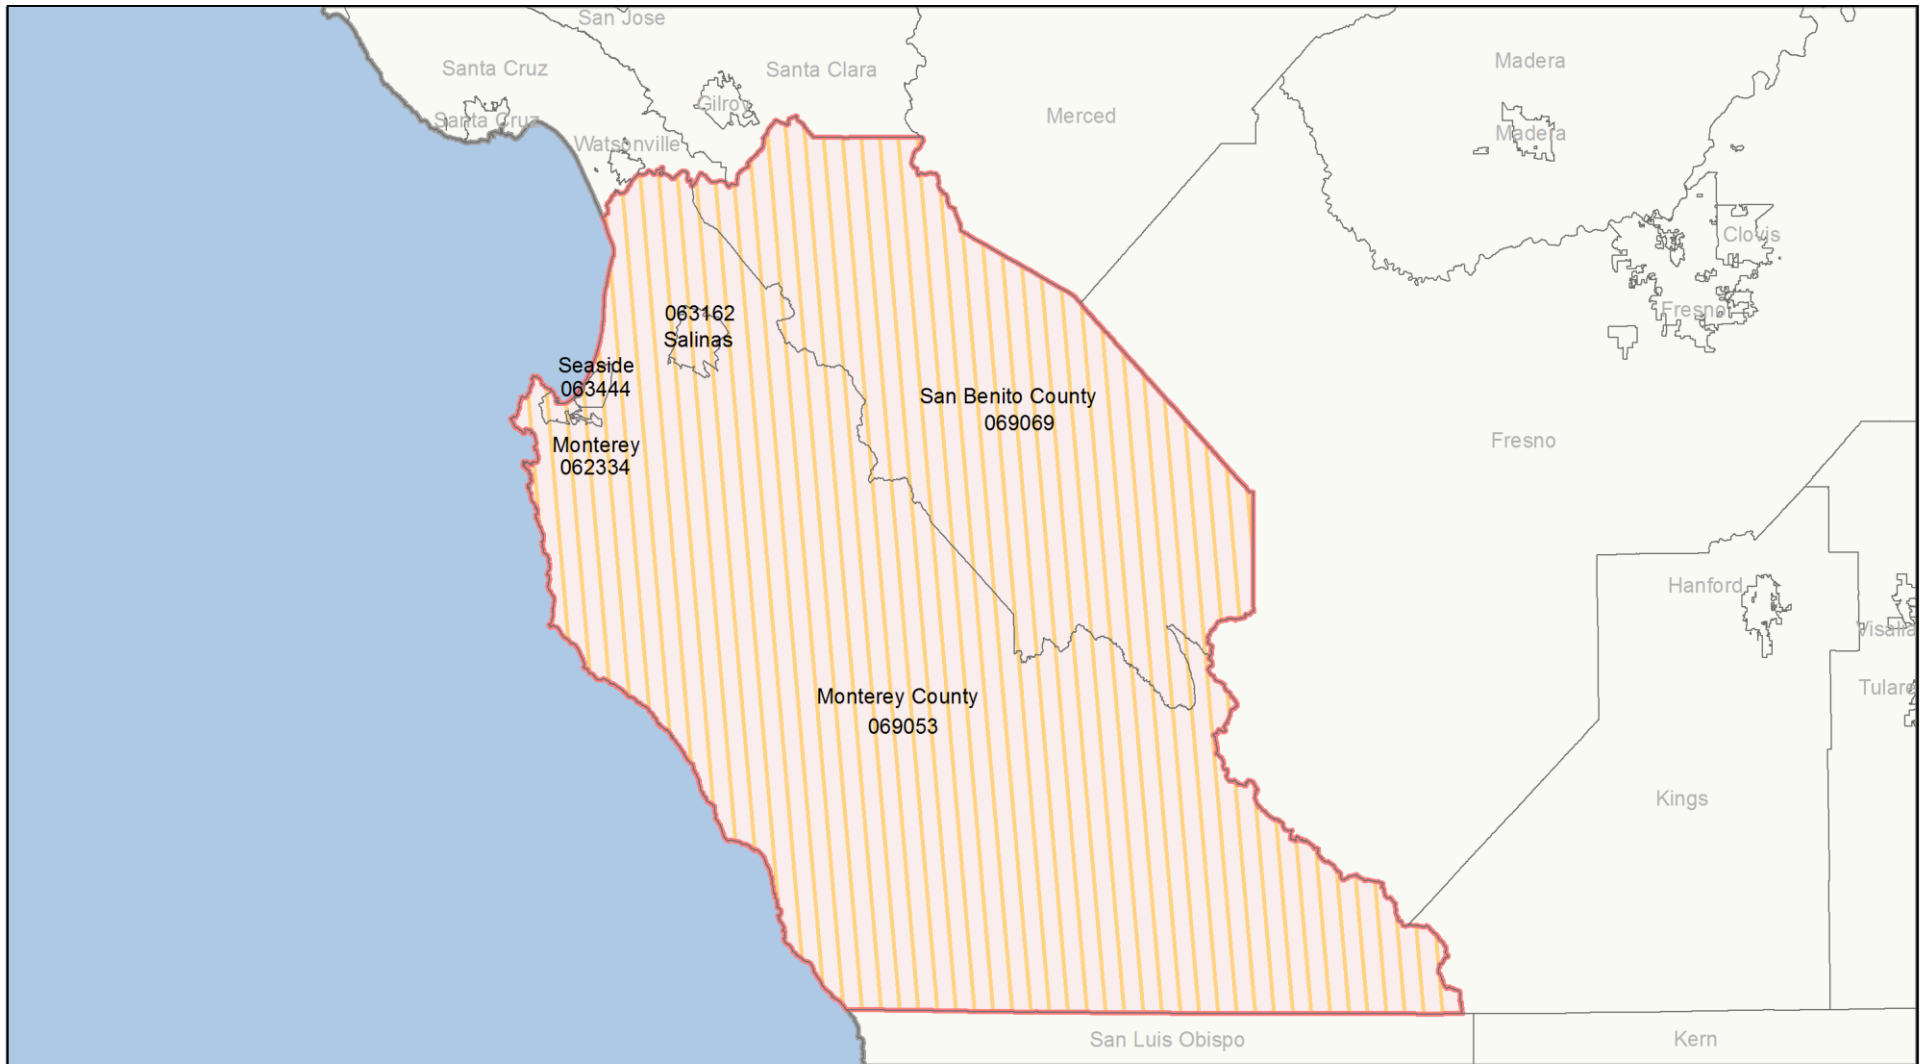 San Jose
Santa Cruz
Santa Clara
Madera
Gilroy
Santa Cruz
Merced
Madera
Watsonville
Clovis
063162
Salinas
Fresno
Seaside
063444
San Benito County
069069
Monterey
062334
Fresno
Hanford
Visalia
Monterey County
069053
Tulare
Kings
San Luis Obispo
Kern